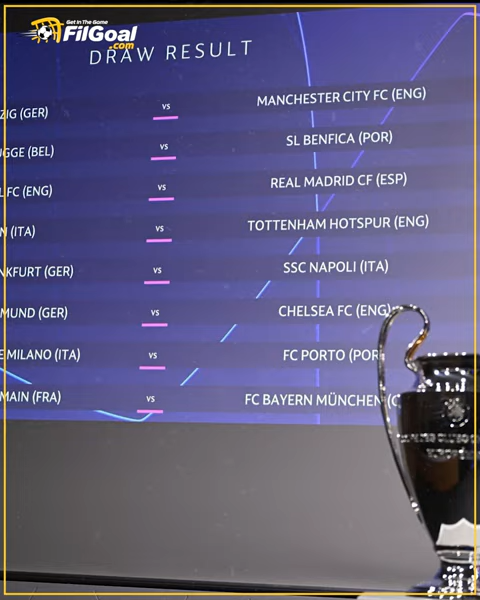 Get In The Game
FilGoal
.com
DRAW RESULT
ZIG (GER) vs MANCHESTER CITY FC (ENG)
GGE (BEL) vs SL BENFICA (POR)
L FC (ENG) vs REAL MADRID CF (ESP)
N (ITA) vs TOTTENHAM HOTSPUR (ENG)
NKFURT (GER) vs SSC NAPOLI (ITA)
MUND (GER) vs CHELSEA FC (ENG)
E MILANO (ITA) vs FC PORTO (POR
MAIN (FRA) vs FC BAYERN MÜNCHEN (